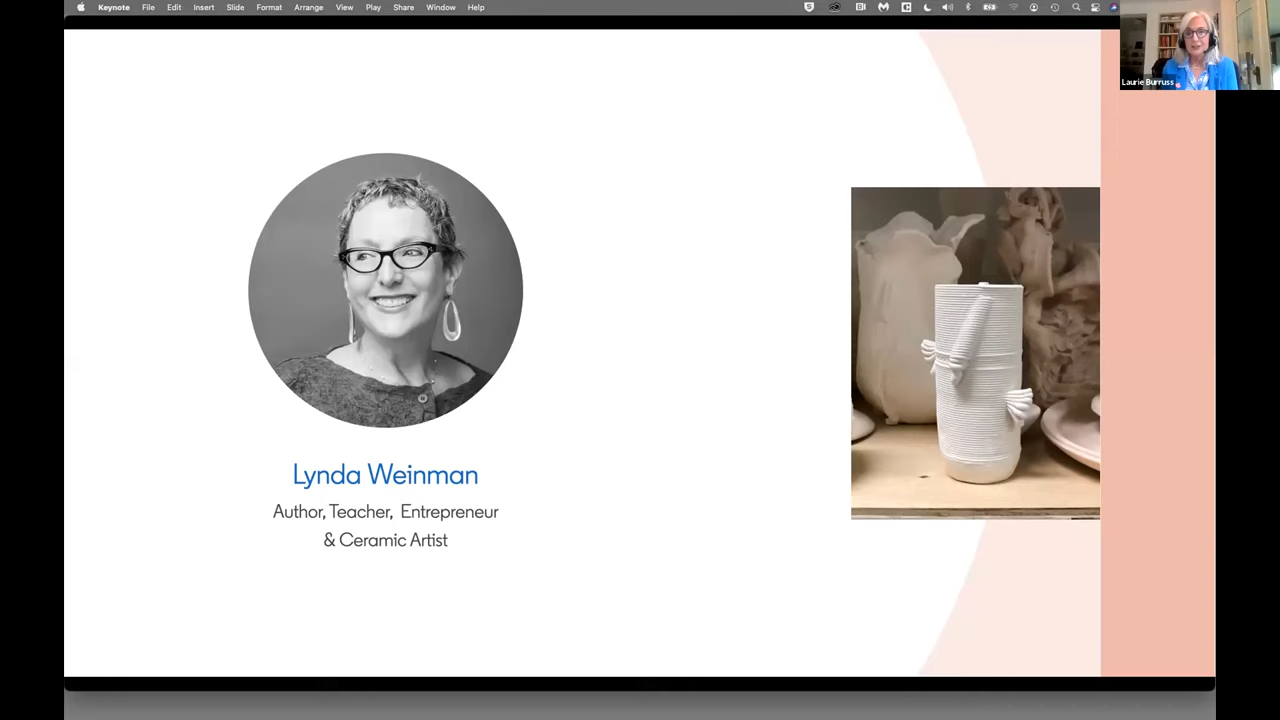 Keynote File Edit Insert Slide Format Arrange View Play Share Window Help
Laurie Burruss
Lynda Weinman
Author, Teacher, Entrepreneur
& Ceramic Artist